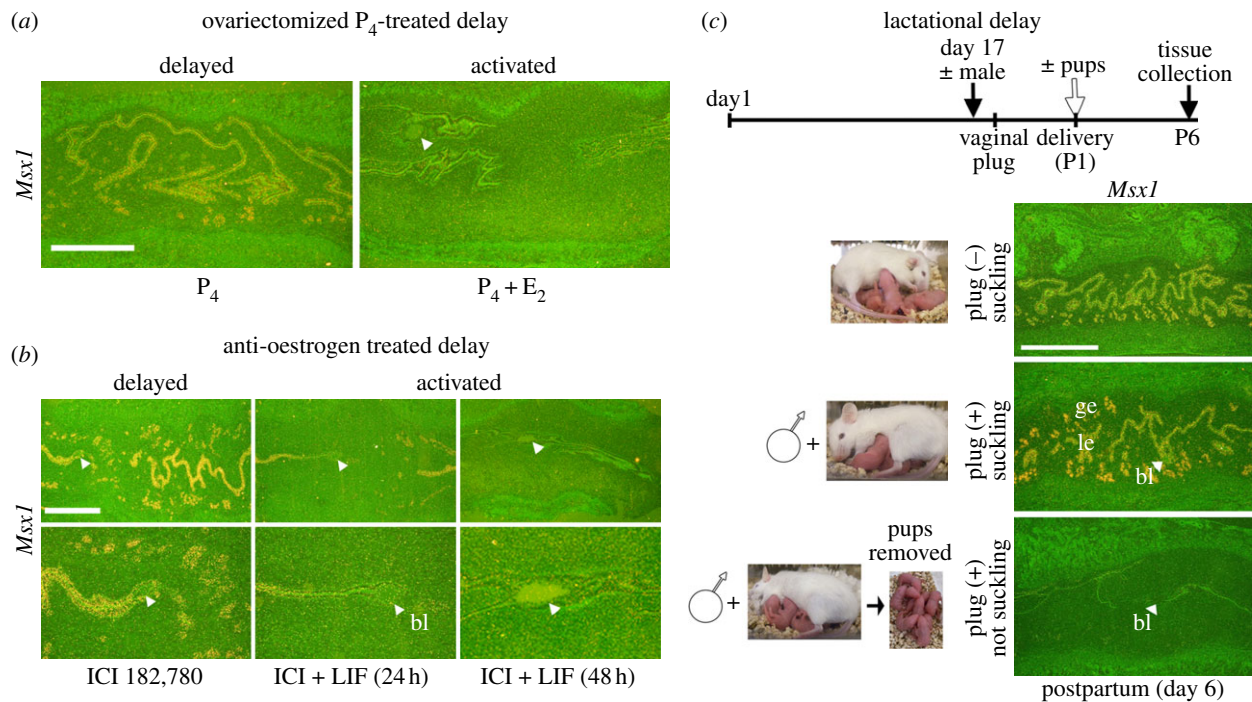 (a) ovariectomized P4-treated delay
delayed activated
Msx1
P4 P4 + E2
(b) anti-oestrogen treated delay
delayed activated
Msx1
bl
ICI 182,780 ICI + LIF (24 h) ICI + LIF (48 h)
(c) lactational delay
day 17
± male
± pups
tissue
collection
day1
vaginal
plug
delivery
(P1)
P6
Msx1
plug (–)
suckling
plug (+)
suckling
ge
le
bl
pups
removed
plug (+)
not suckling
bl
postpartum (day 6)